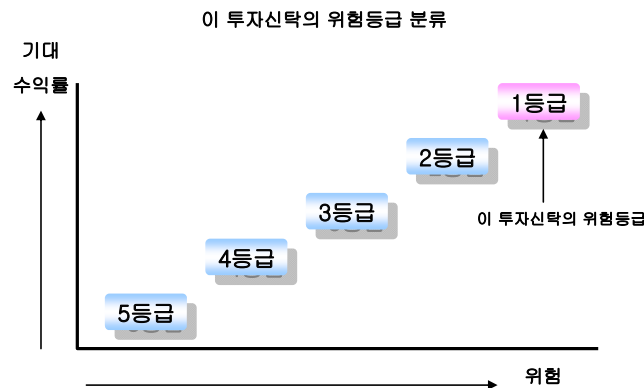 이 투자신탁의 위험등급 분류
기대
수익률
1등급
2등급
3등급
이 투자신탁의 위험등급
4등급
5등급
위험